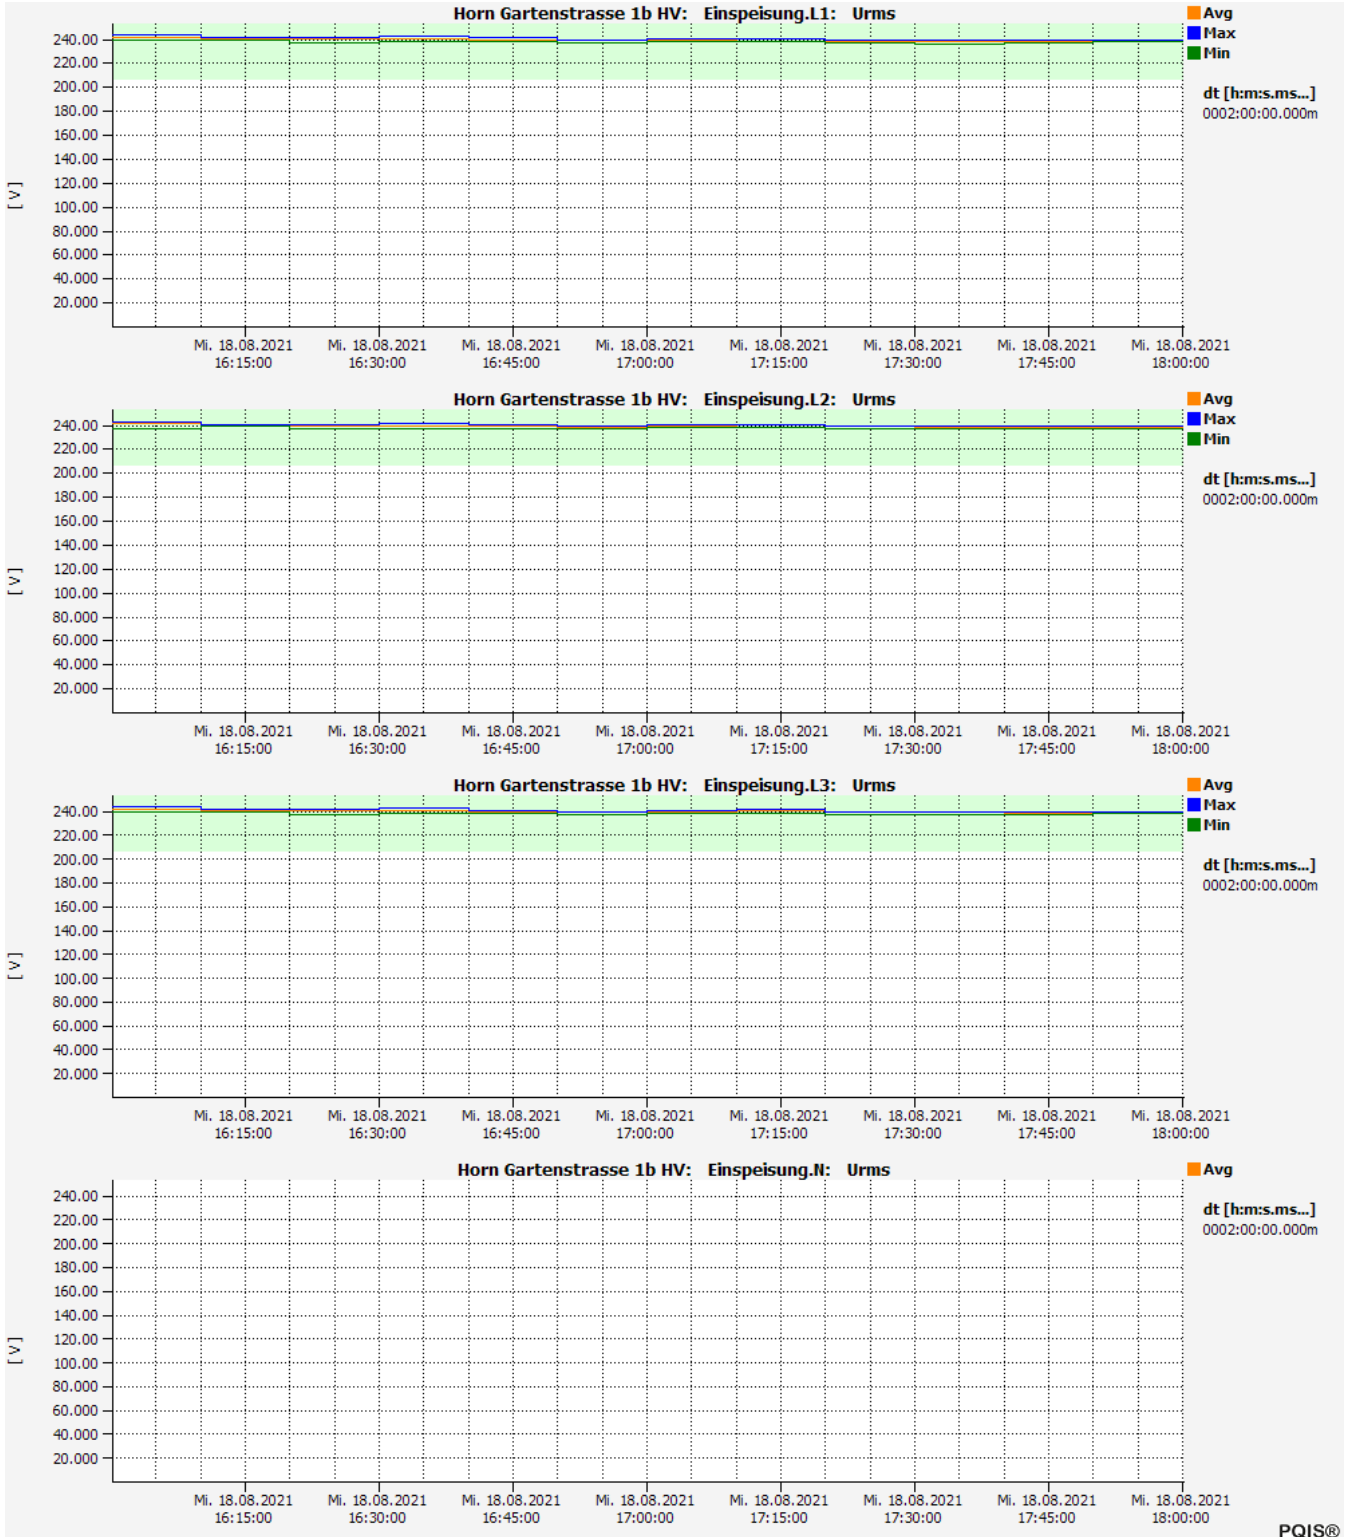 Horn Gartenstrasse 1b HV: Einspeisung.L1: Urms
Avg
Max
Min
dt [h:m:s.ms...]
0002:00:00.000m
240.00
220.00
200.00
180.00
160.00
140.00
120.00
100.00
80.000
60.000
40.000
20.000
[ V ]
Mi. 18.08.2021 Mi. 18.08.2021 Mi. 18.08.2021 Mi. 18.08.2021 Mi. 18.08.2021 Mi. 18.08.2021 Mi. 18.08.2021 Mi. 18.08.2021
16:15:00 16:30:00 16:45:00 17:00:00 17:15:00 17:30:00 17:45:00 18:00:00
Horn Gartenstrasse 1b HV: Einspeisung.L2: Urms
Avg
Max
Min
dt [h:m:s.ms...]
0002:00:00.000m
240.00
220.00
200.00
180.00
160.00
140.00
120.00
100.00
80.000
60.000
40.000
20.000
[ V ]
Mi. 18.08.2021 Mi. 18.08.2021 Mi. 18.08.2021 Mi. 18.08.2021 Mi. 18.08.2021 Mi. 18.08.2021 Mi. 18.08.2021 Mi. 18.08.2021
16:15:00 16:30:00 16:45:00 17:00:00 17:15:00 17:30:00 17:45:00 18:00:00
Horn Gartenstrasse 1b HV: Einspeisung.L3: Urms
Avg
Max
Min
dt [h:m:s.ms...]
0002:00:00.000m
240.00
220.00
200.00
180.00
160.00
140.00
120.00
100.00
80.000
60.000
40.000
20.000
[ V ]
Mi. 18.08.2021 Mi. 18.08.2021 Mi. 18.08.2021 Mi. 18.08.2021 Mi. 18.08.2021 Mi. 18.08.2021 Mi. 18.08.2021 Mi. 18.08.2021
16:15:00 16:30:00 16:45:00 17:00:00 17:15:00 17:30:00 17:45:00 18:00:00
Horn Gartenstrasse 1b HV: Einspeisung.N: Urms
Avg
dt [h:m:s.ms...]
0002:00:00.000m
240.00
220.00
200.00
180.00
160.00
140.00
120.00
100.00
80.000
60.000
40.000
20.000
[ V ]
Mi. 18.08.2021 Mi. 18.08.2021 Mi. 18.08.2021 Mi. 18.08.2021 Mi. 18.08.2021 Mi. 18.08.2021 Mi. 18.08.2021 Mi. 18.08.2021
16:15:00 16:30:00 16:45:00 17:00:00 17:15:00 17:30:00 17:45:00 18:00:00
PQIS®